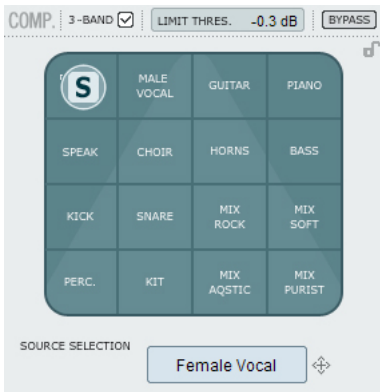 COMP. 3-BAND LIMIT THRES. -0.3 dB BYPASS
S MALE VOCAL GUITAR PIANO
SPEAK CHOIR HORNS BASS
KICK SNARE MIX ROCK MIX SOFT
PERC. KIT MIX AQSTIC MIX PURIST
SOURCE SELECTION
Female Vocal